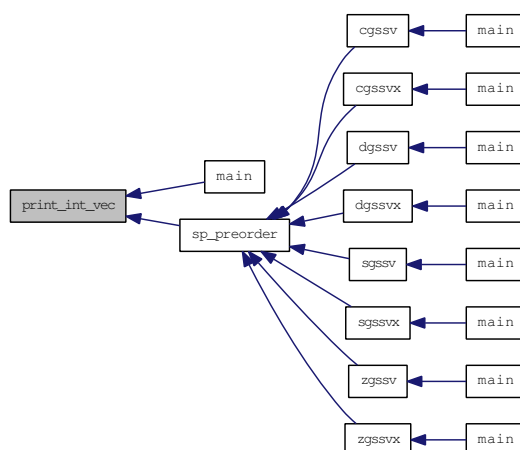 cgssv main
cgssvx main
dgssv main
main
dgssvx main
print_int_vec
sp_preorder
sgssv main
sgssvx main
zgssv main
zgssvx main